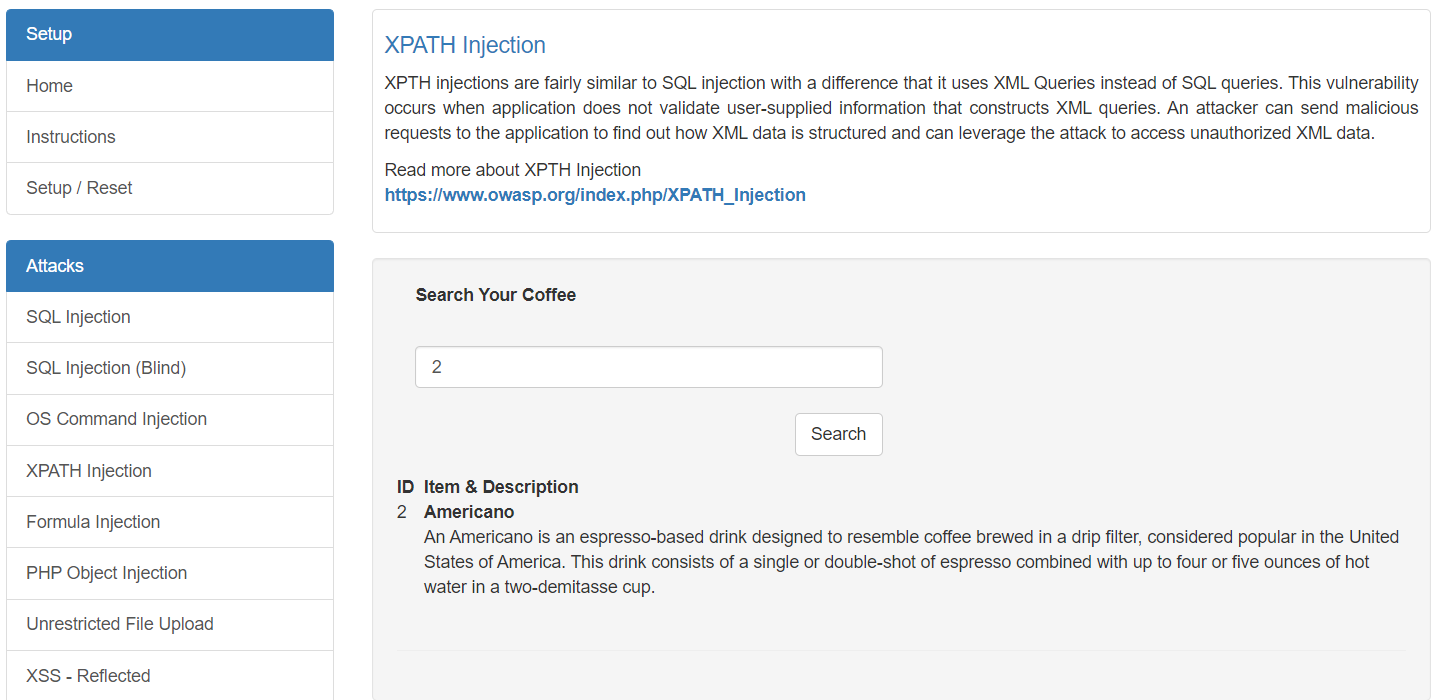 Setup
Home
Instructions
Setup / Reset
Attacks
SQL Injection
SQL Injection (Blind)
OS Command Injection
XPATH Injection
Formula Injection
PHP Object Injection
Unrestricted File Upload
XSS - Reflected
XPATH Injection
XPTH injections are fairly similar to SQL injection with a difference that it uses XML Queries instead of SQL queries. This vulnerability
occurs when application does not validate user-supplied information that constructs XML queries. An attacker can send malicious
requests to the application to find out how XML data is structured and can leverage the attack to access unauthorized XML data.
Read more about XPTH Injection
https://www.owasp.org/index.php/XPATH_Injection
Search Your Coffee
2
Search
ID Item & Description
2 Americano
An Americano is an espresso-based drink designed to resemble coffee brewed in a drip filter, considered popular in the United
States of America. This drink consists of a single or double-shot of espresso combined with up to four or five ounces of hot
water in a two-demitasse cup.